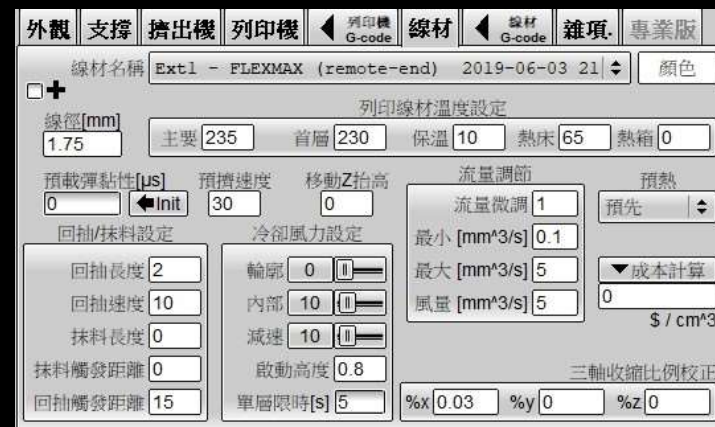 外觀 支撐 擠出機 列印機 列印機 G-code 線材 線材 G-code 雜項. 專業版
線材名稱 Ext1 - FLEXMAX (remote-end) 2019-06-03 21 顏色
線徑[mm] 列印線材溫度設定
1.75 主要 235 首層 230 保溫 10 熱床 65 熱箱 0
預載彈黏性[µs] 預擠速度 移動Z抬高 流量調節 預熱
0 Init 30 0 流量微調 1 預先
回抽/抹料設定 冷卻風力設定 最小 [mm^3/s] 0.1
回抽長度 2 輪廓 0 最大 [mm^3/s] 5 成本計算
回抽速度 10 內部 10 風量 [mm^3/s] 5 0
抹料長度 0 減速 10 $ / cm^3
抹料觸發距離 0 啟動高度 0.8 三軸收縮比例校正
回抽觸發距離 15 單層限時[s] 5 %x 0.03 %y 0 %z 0